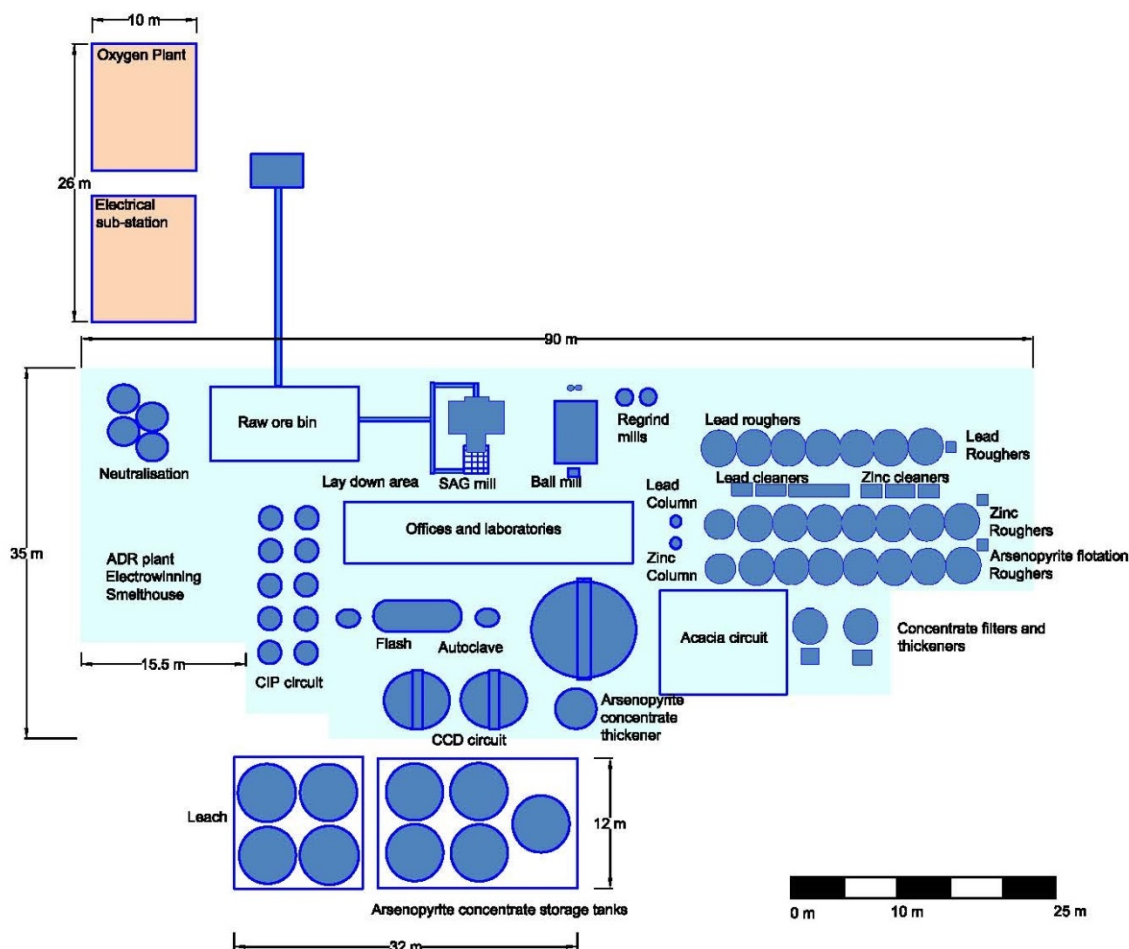 10 m
Oxygen Plant
26 m
Electrical
sub-station
90 m
Raw ore bin
Neutralisation
Lay down area
SAG mill
Ball mill
Regrind
mills
Lead roughers
Lead
Roughers
Lead cleaners
Zinc cleaners
Lead
Column
Zinc
Roughers
Offices and laboratories
Zinc
Column
Arsenopyrite flotation
Roughers
35 m
ADR plant
Electrowinning
Smelthouse
Flash
Autoclave
Acacia circuit
Concentrate filters and
thickeners
15.5 m
CIP circuit
CCD circuit
Arsenopyrite
concentrate
thickener
Leach
12 m
Arsenopyrite concentrate storage tanks
32 m
0 m
10 m
25 m